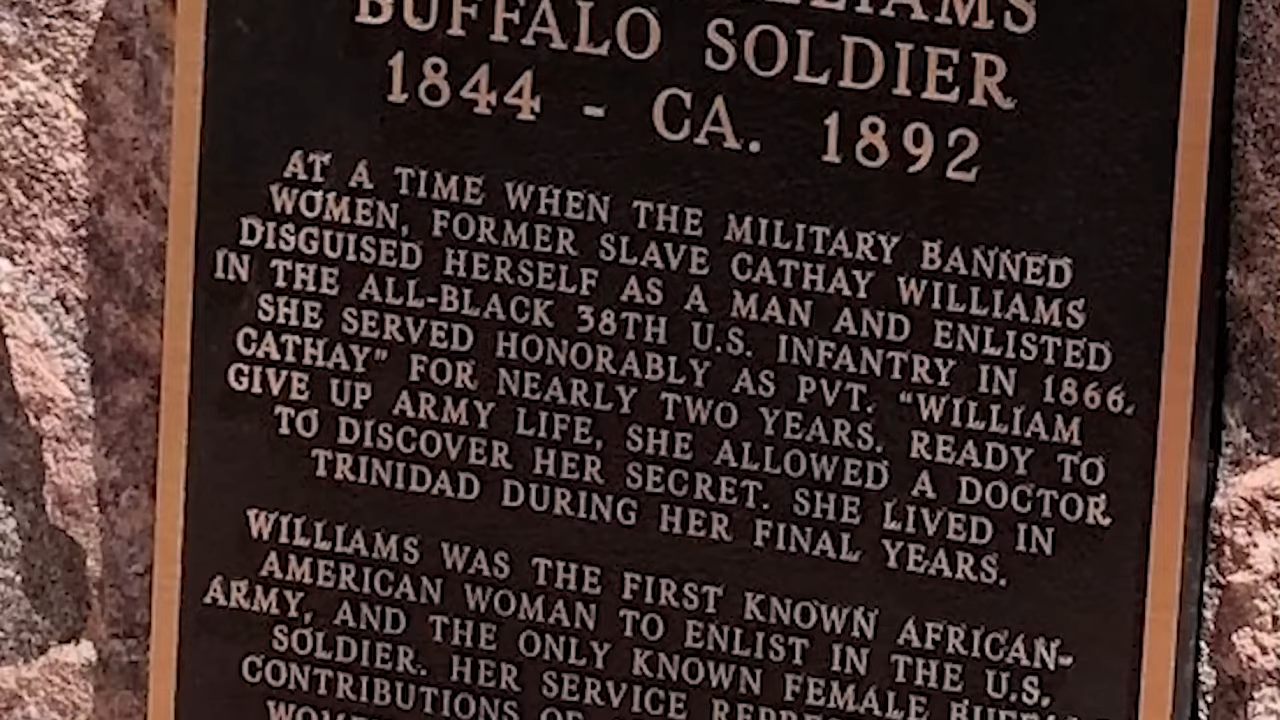 WILLIAMS
BUFFALO SOLDIER
1844 - CA. 1892
AT A TIME WHEN THE MILITARY BANNED
WOMEN, FORMER SLAVE CATHAY WILLIAMS
DISGUISED HERSELF AS A MAN AND ENLISTED
IN THE ALL-BLACK 38TH U.S. INFANTRY IN 1866.
SHE SERVED HONORABLY AS PVT. "WILLIAM
CATHAY" FOR NEARLY TWO YEARS. READY TO
GIVE UP ARMY LIFE, SHE ALLOWED A DOCTOR
TO DISCOVER HER SECRET. SHE LIVED IN
TRINIDAD DURING HER FINAL YEARS.
WILLIAMS WAS THE FIRST KNOWN AFRICAN-
AMERICAN WOMAN TO ENLIST IN THE U.S.
ARMY, AND THE ONLY KNOWN FEMALE
SOLDIER. HER SERVICE
CONTRIBUTIONS OF